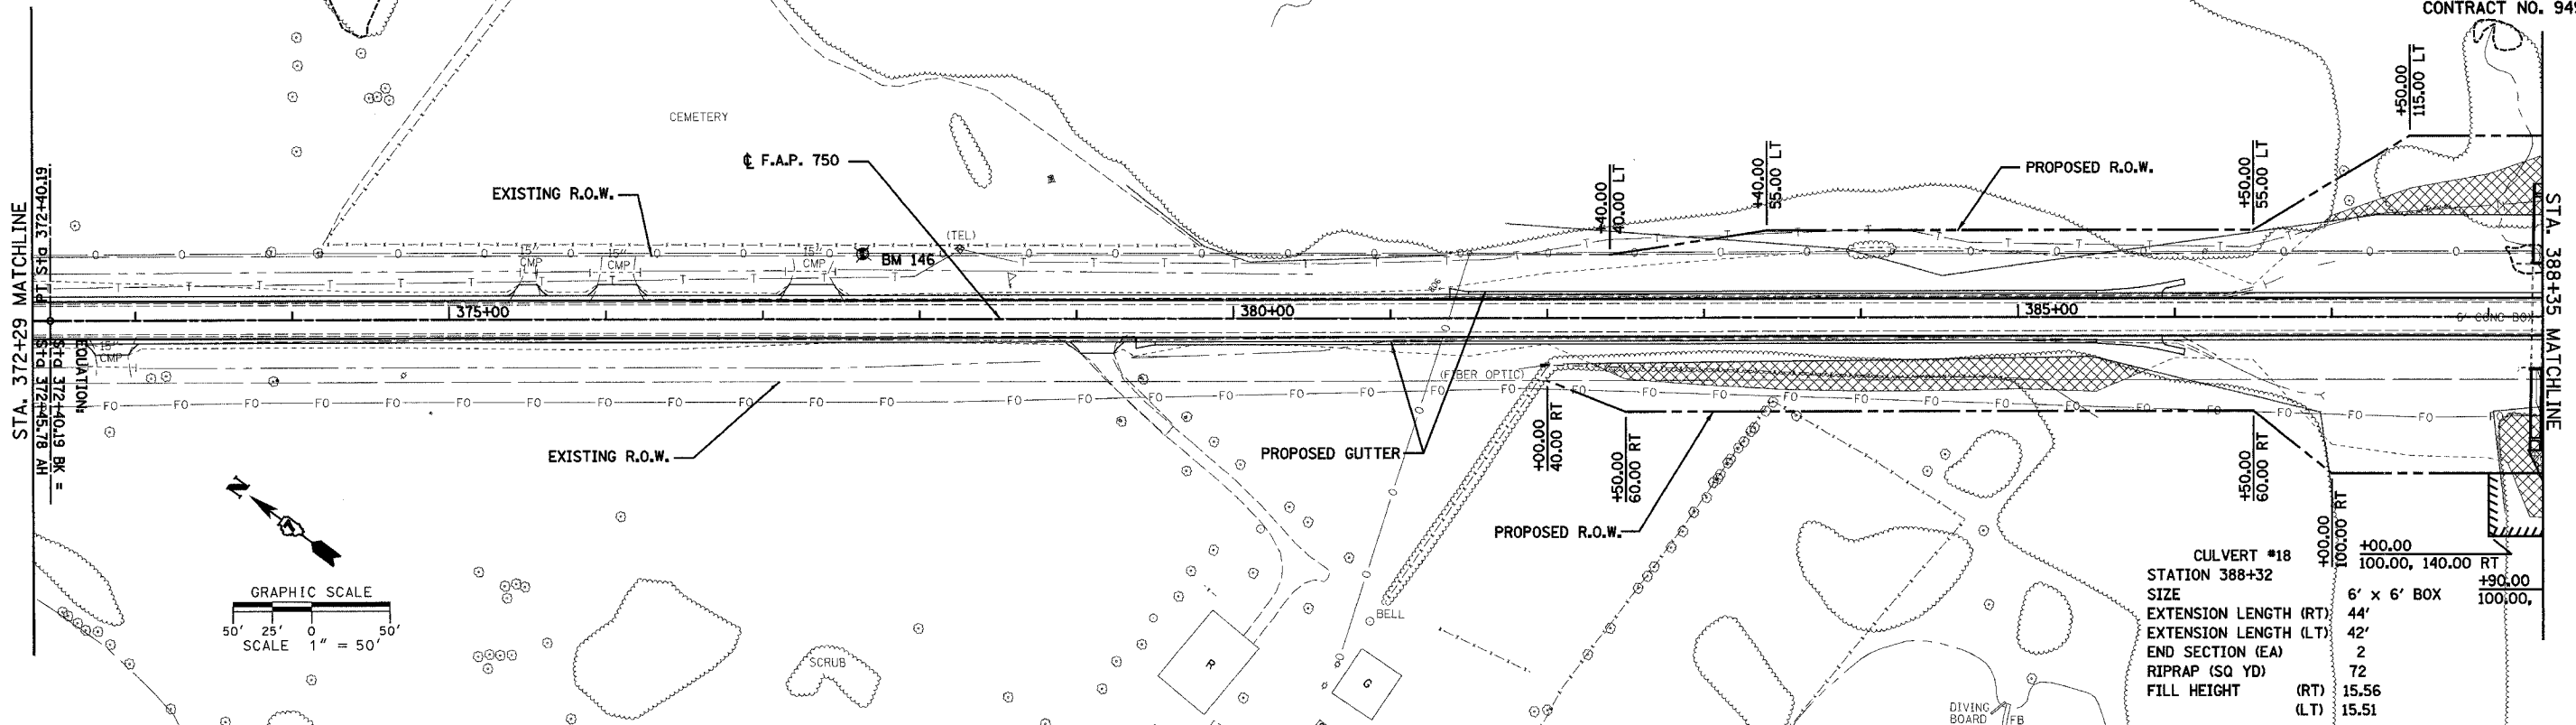 CONTRACT NO. 949
STA. 372+29 MATCHLINE
PI Sta 372+40.19
EQUATION:
Sta 372+40.19 BK =
Sta 372+45.78 AH
CEMETERY
℄ F.A.P. 750
EXISTING R.O.W.
(TEL)
BM 146
15" CMP
15" CMP
15" CMP
15" CMP
375+00
380+00
385+00
+40.00
40.00 LT
+40.00
55.00 LT
PROPOSED R.O.W.
+50.00
55.00 LT
+50.00
115.00 LT
6' CONC BOX
STA. 388+35 MATCHLINE
(FIBER OPTIC)
EXISTING R.O.W.
PROPOSED GUTTER
+00.00
40.00 RT
+50.00
60.00 RT
PROPOSED R.O.W.
+50.00
60.00 RT
+00.00
100.00 RT
+00.00
100.00, 140.00 RT
+90.00
100.00,
N
GRAPHIC SCALE
50' 25' 0 50'
SCALE 1" = 50'
SCRUB
BELL
R
G
DIVING
BOARD
FB
CULVERT #18
STATION 388+32
SIZE 6' x 6' BOX
EXTENSION LENGTH (RT) 44'
EXTENSION LENGTH (LT) 42'
END SECTION (EA) 2
RIPRAP (SQ YD) 72
FILL HEIGHT (RT) 15.56
(LT) 15.51